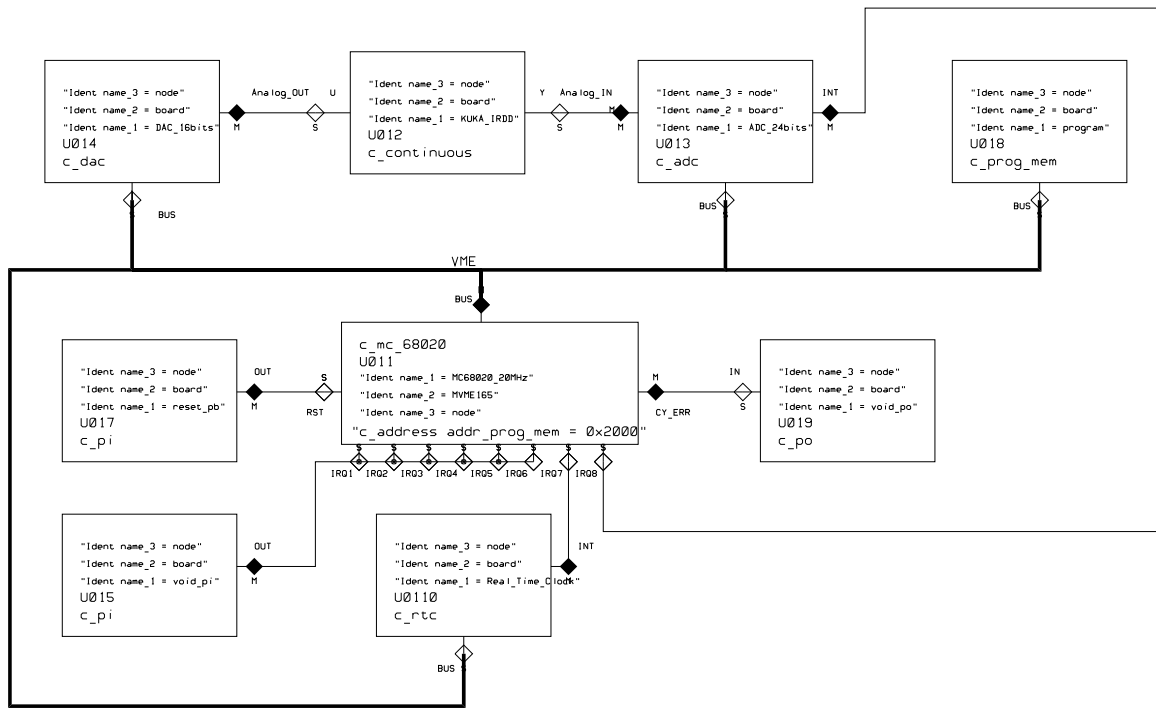 "Ident name_3 = node"
"Ident name_2 = board"
"Ident name_1 = DAC_16bits"
U014
c_dac
Analog_OUT
U
M
S
BUS
S
"Ident name_3 = node"
"Ident name_2 = board"
"Ident name_1 = KUKA_IRDD"
U012
c_continuous
Y
Analog_IN
M
S
M
"Ident name_3 = node"
"Ident name_2 = board"
"Ident name_1 = ADC_24bits"
U013
c_adc
INT
M
BUS
S
"Ident name_3 = node"
"Ident name_2 = board"
"Ident name_1 = program"
U018
c_prog_mem
BUS
S
VME
BUS
"Ident name_3 = node"
"Ident name_2 = board"
"Ident name_1 = reset_pb"
U017
c_pi
OUT
M
S
RST
c_mc_68020
U011
"Ident name_1 = MC68020_20MHz"
"Ident name_2 = MVME165"
"Ident name_3 = node"
"c_address addr_prog_mem = 0x2000"
M
CY_ERR
IN
S
"Ident name_3 = node"
"Ident name_2 = board"
"Ident name_1 = void_po"
U019
c_po
S S S S S S S S
IRQ1 IRQ2 IRQ3 IRQ4 IRQ5 IRQ6 IRQ7 IRQ8
"Ident name_3 = node"
"Ident name_2 = board"
"Ident name_1 = void_pi"
U015
c_pi
OUT
M
"Ident name_3 = node"
"Ident name_2 = board"
"Ident name_1 = Real_Time_Clock"
U0110
c_rtc
INT
M
BUS
S